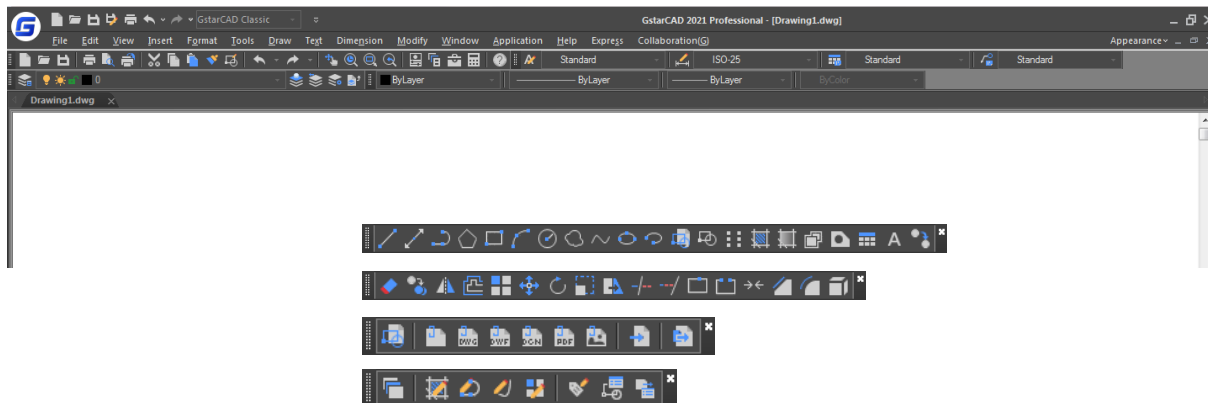 GstarCAD Classic GstarCAD 2021 Professional - [Drawing1.dwg]
File Edit View Insert Format Tools Draw Text Dimension Modify Window Application Help Express Collaboration(G) Appearance
Standard ISO-25 Standard Standard
0 ByLayer ByLayer ByLayer ByColor
Drawing1.dwg
A
DWG DWF DGN PDF